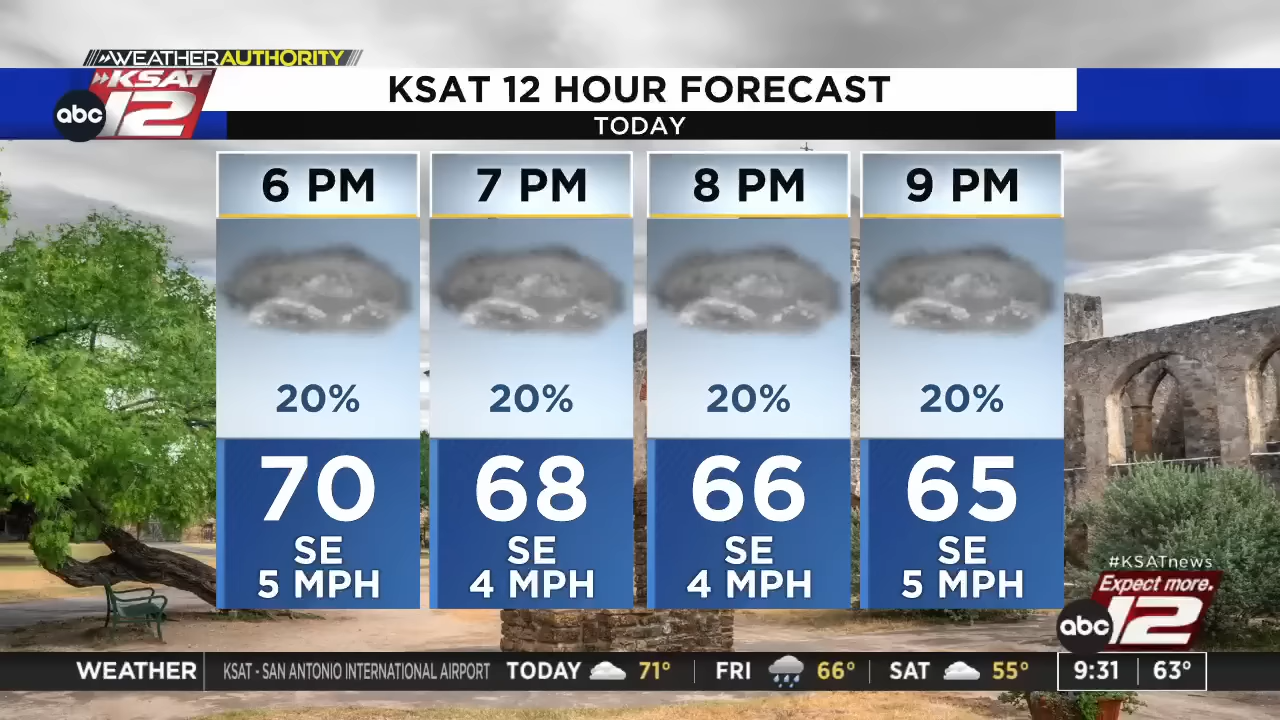 WEATHERAUTHORITY
KSAT
abc 12
KSAT 12 HOUR FORECAST
TODAY
6 PM 7 PM 8 PM 9 PM
20% 20% 20% 20%
70 68 66 65
SE SE SE SE
5 MPH 4 MPH 4 MPH 5 MPH
#KSATnews
Expect more.
abc 12
WEATHER KSAT - SAN ANTONIO INTERNATIONAL AIRPORT TODAY 71° FRI 66° SAT 55° 9:31 63°